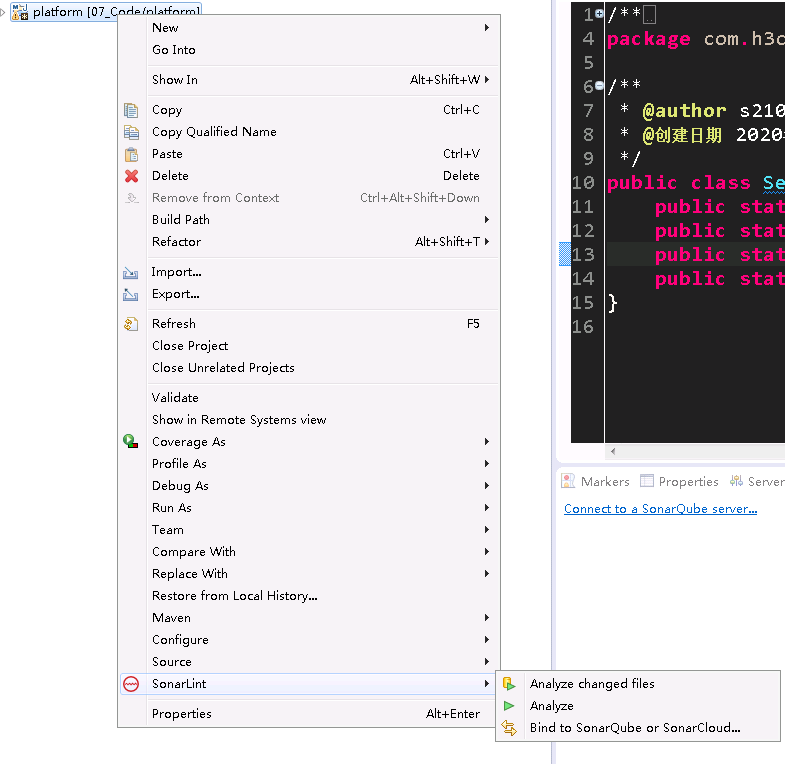 platform [07_Code/platform]
New
Go Into
Show In Alt+Shift+W
Copy Ctrl+C
Copy Qualified Name
Paste Ctrl+V
Delete Delete
Remove from Context Ctrl+Alt+Shift+Down
Build Path
Refactor Alt+Shift+T
Import...
Export...
Refresh F5
Close Project
Close Unrelated Projects
Validate
Show in Remote Systems view
Coverage As
Profile As
Debug As
Run As
Team
Compare With
Replace With
Restore from Local History...
Maven
Configure
Source
SonarLint
Properties Alt+Enter
Analyze changed files
Analyze
Bind to SonarQube or SonarCloud...
1 /**
4 package com.h3c
5
6 /**
7 * @author s210
8 * @创建日期 2020
9 */
10 public class Se
11 public stat
12 public stat
13 public stat
14 public stat
15 }
16
Markers Properties Server
Connect to a SonarQube server...